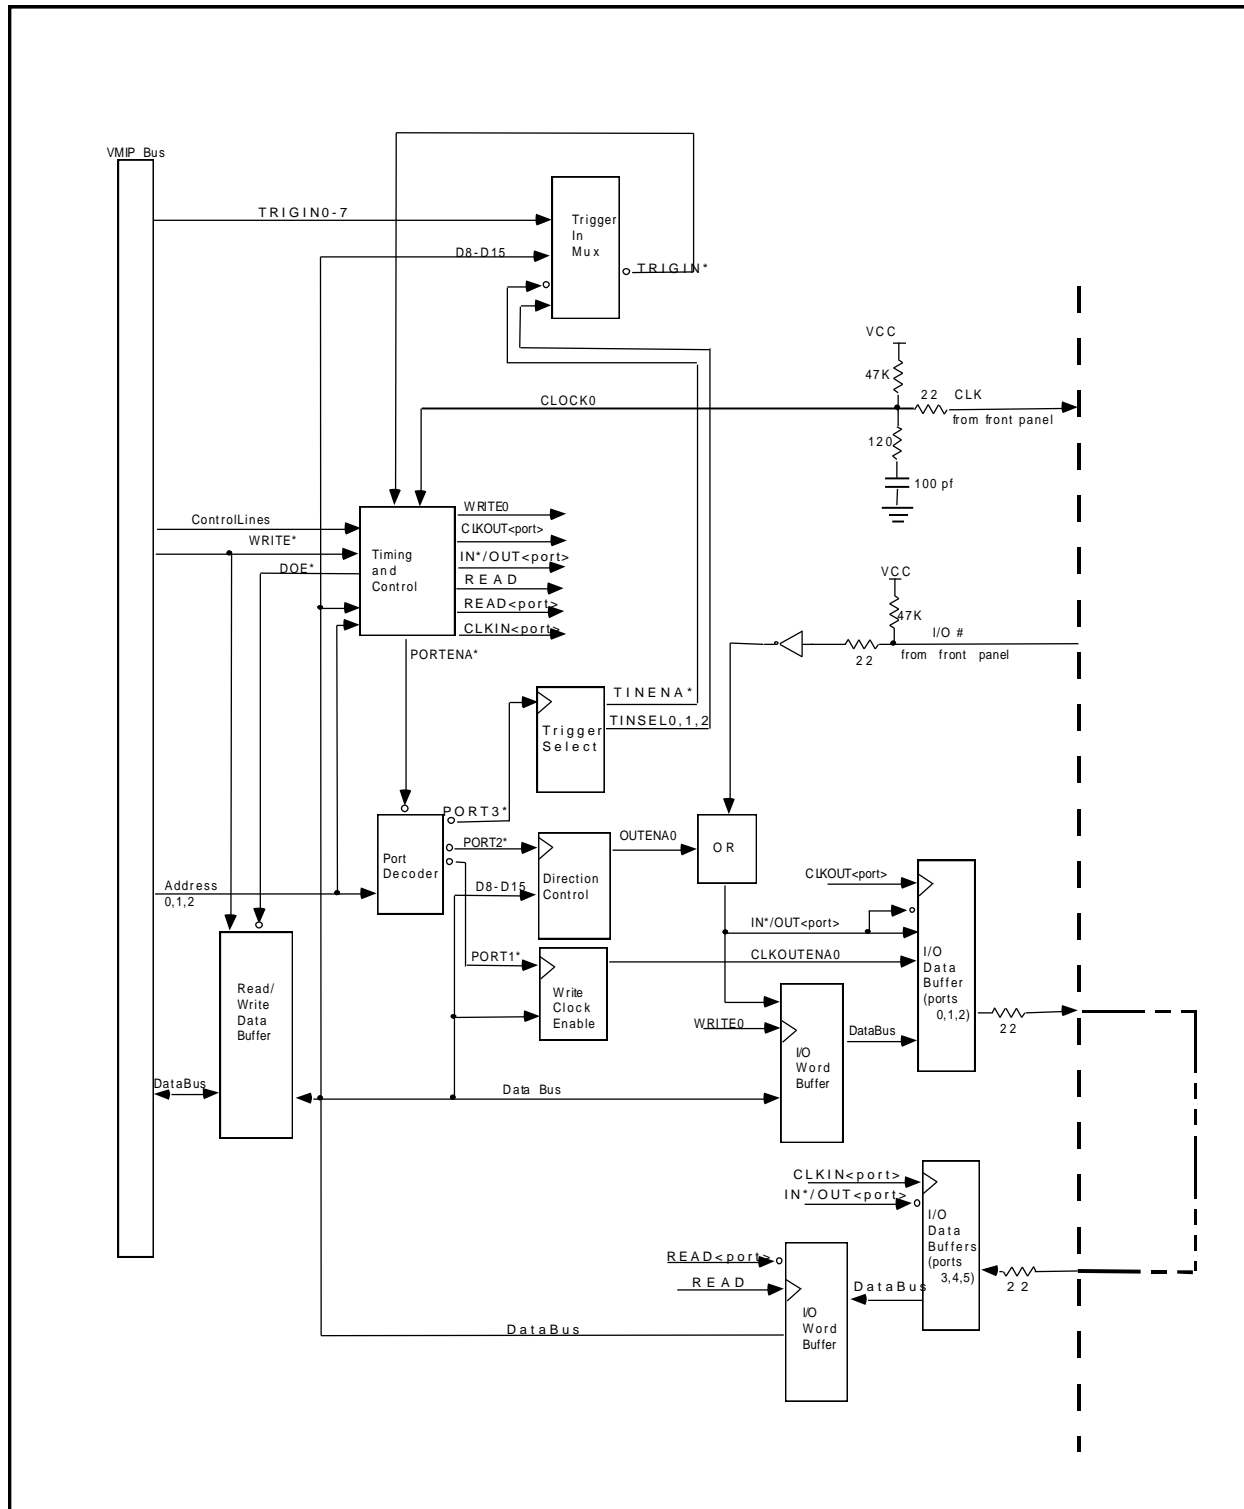 VMIP Bus
TRIGIN0-7
Trigger
In
Mux
D8-D15
TRIGIN*
VCC
47K
22 CLK
CLOCK0
from front panel
120
100 pf
WRITE0
ControlLines
CLKOUT<port>
WRITE*
Timing
and
Control
IN*/OUT<port>
DOE*
READ
VCC
READ<port>
47K
CLKIN<port>
I/O #
PORTENA*
22
from front panel
TINENA*
TINSEL0,1,2
Trigger
Select
PORT3*
OUTENA0
PORT2*
OR
Port
Decoder
Direction
Control
CLKOUT<port>
Address
0,1,2
D8-D15
IN*/OUT<port>
PORT1*
CLKOUTENA0
I/O
Data
Buffer
(ports
0,1,2)
Read/
Write
Data
Buffer
Write
Clock
Enable
WRITE0
DataBus
22
I/O
Word
Buffer
DataBus
Data Bus
CLKIN<port>
IN*/OUT<port>
I/O
Data
Buffers
(ports
3,4,5)
READ<port>
READ
DataBus
22
I/O
Word
Buffer
DataBus